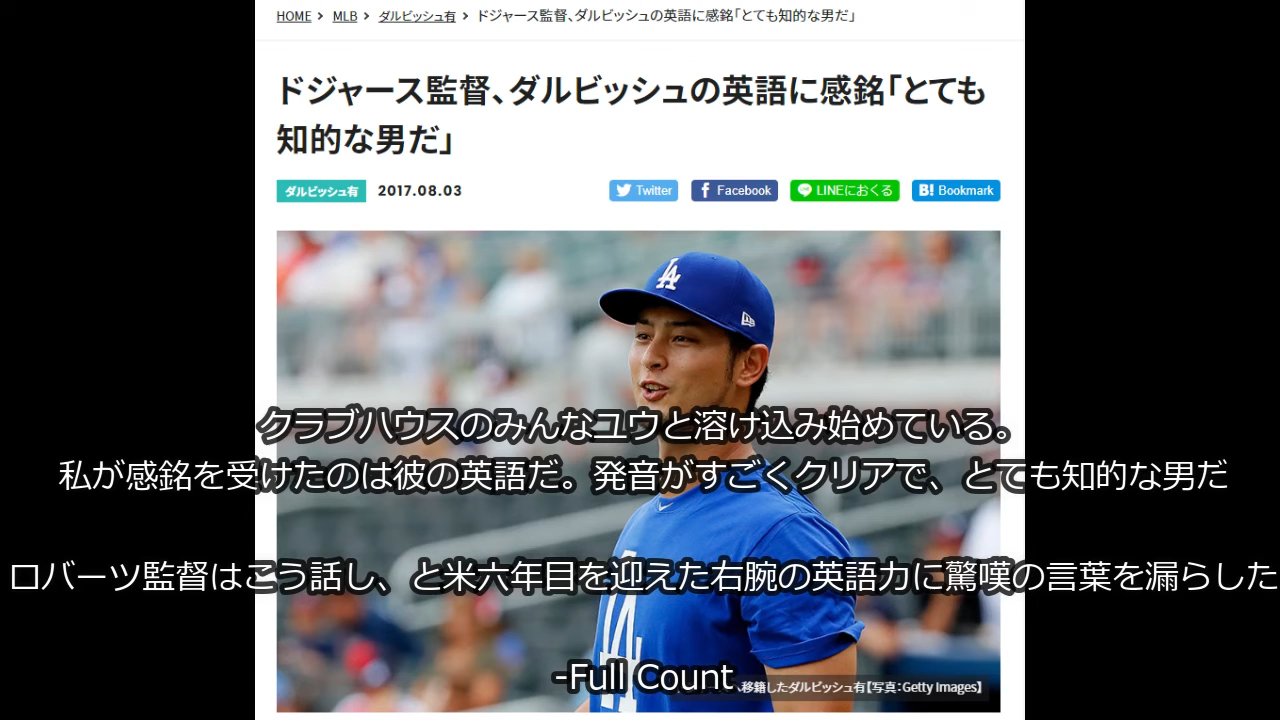 HOME > MLB > ダルビッシュ有 > ドジャース監督、ダルビッシュの英語に感銘「とても知的な男だ」
ドジャース監督、ダルビッシュの英語に感銘「とても
知的な男だ」
ダルビッシュ有 2017.08.03 Twitter Facebook LINEにおくる B! Bookmark
LA
クラブハウスのみんなユウと溶け込み始めている。
私が感銘を受けたのは彼の英語だ。発音がすごくクリアで、とても知的な男だ
ロバーツ監督はこう話し、と米六年目を迎えた右腕の英語力に驚嘆の言葉を漏らした
LA
-Full Count
移籍したダルビッシュ有【写真：Getty Images】